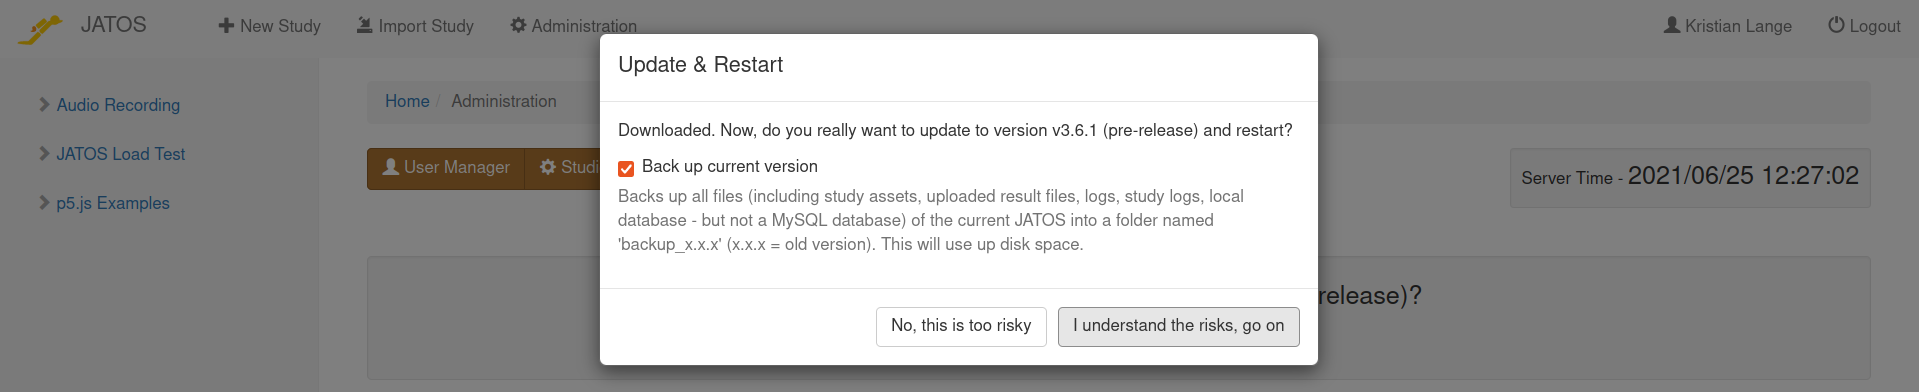 JATOS New Study Import Study Administration Kristian Lange Logout
Update & Restart
Audio Recording
JATOS Load Test
p5.js Examples
Home / Administration
User Manager Studi
Server Time - 2021/06/25 12:27:02
Downloaded. Now, do you really want to update to version v3.6.1 (pre-release) and restart?
Back up current version
Backs up all files (including study assets, uploaded result files, logs, study logs, local
database - but not a MySQL database) of the current JATOS into a folder named
'backup_x.x.x' (x.x.x = old version). This will use up disk space.
release)?
No, this is too risky I understand the risks, go on